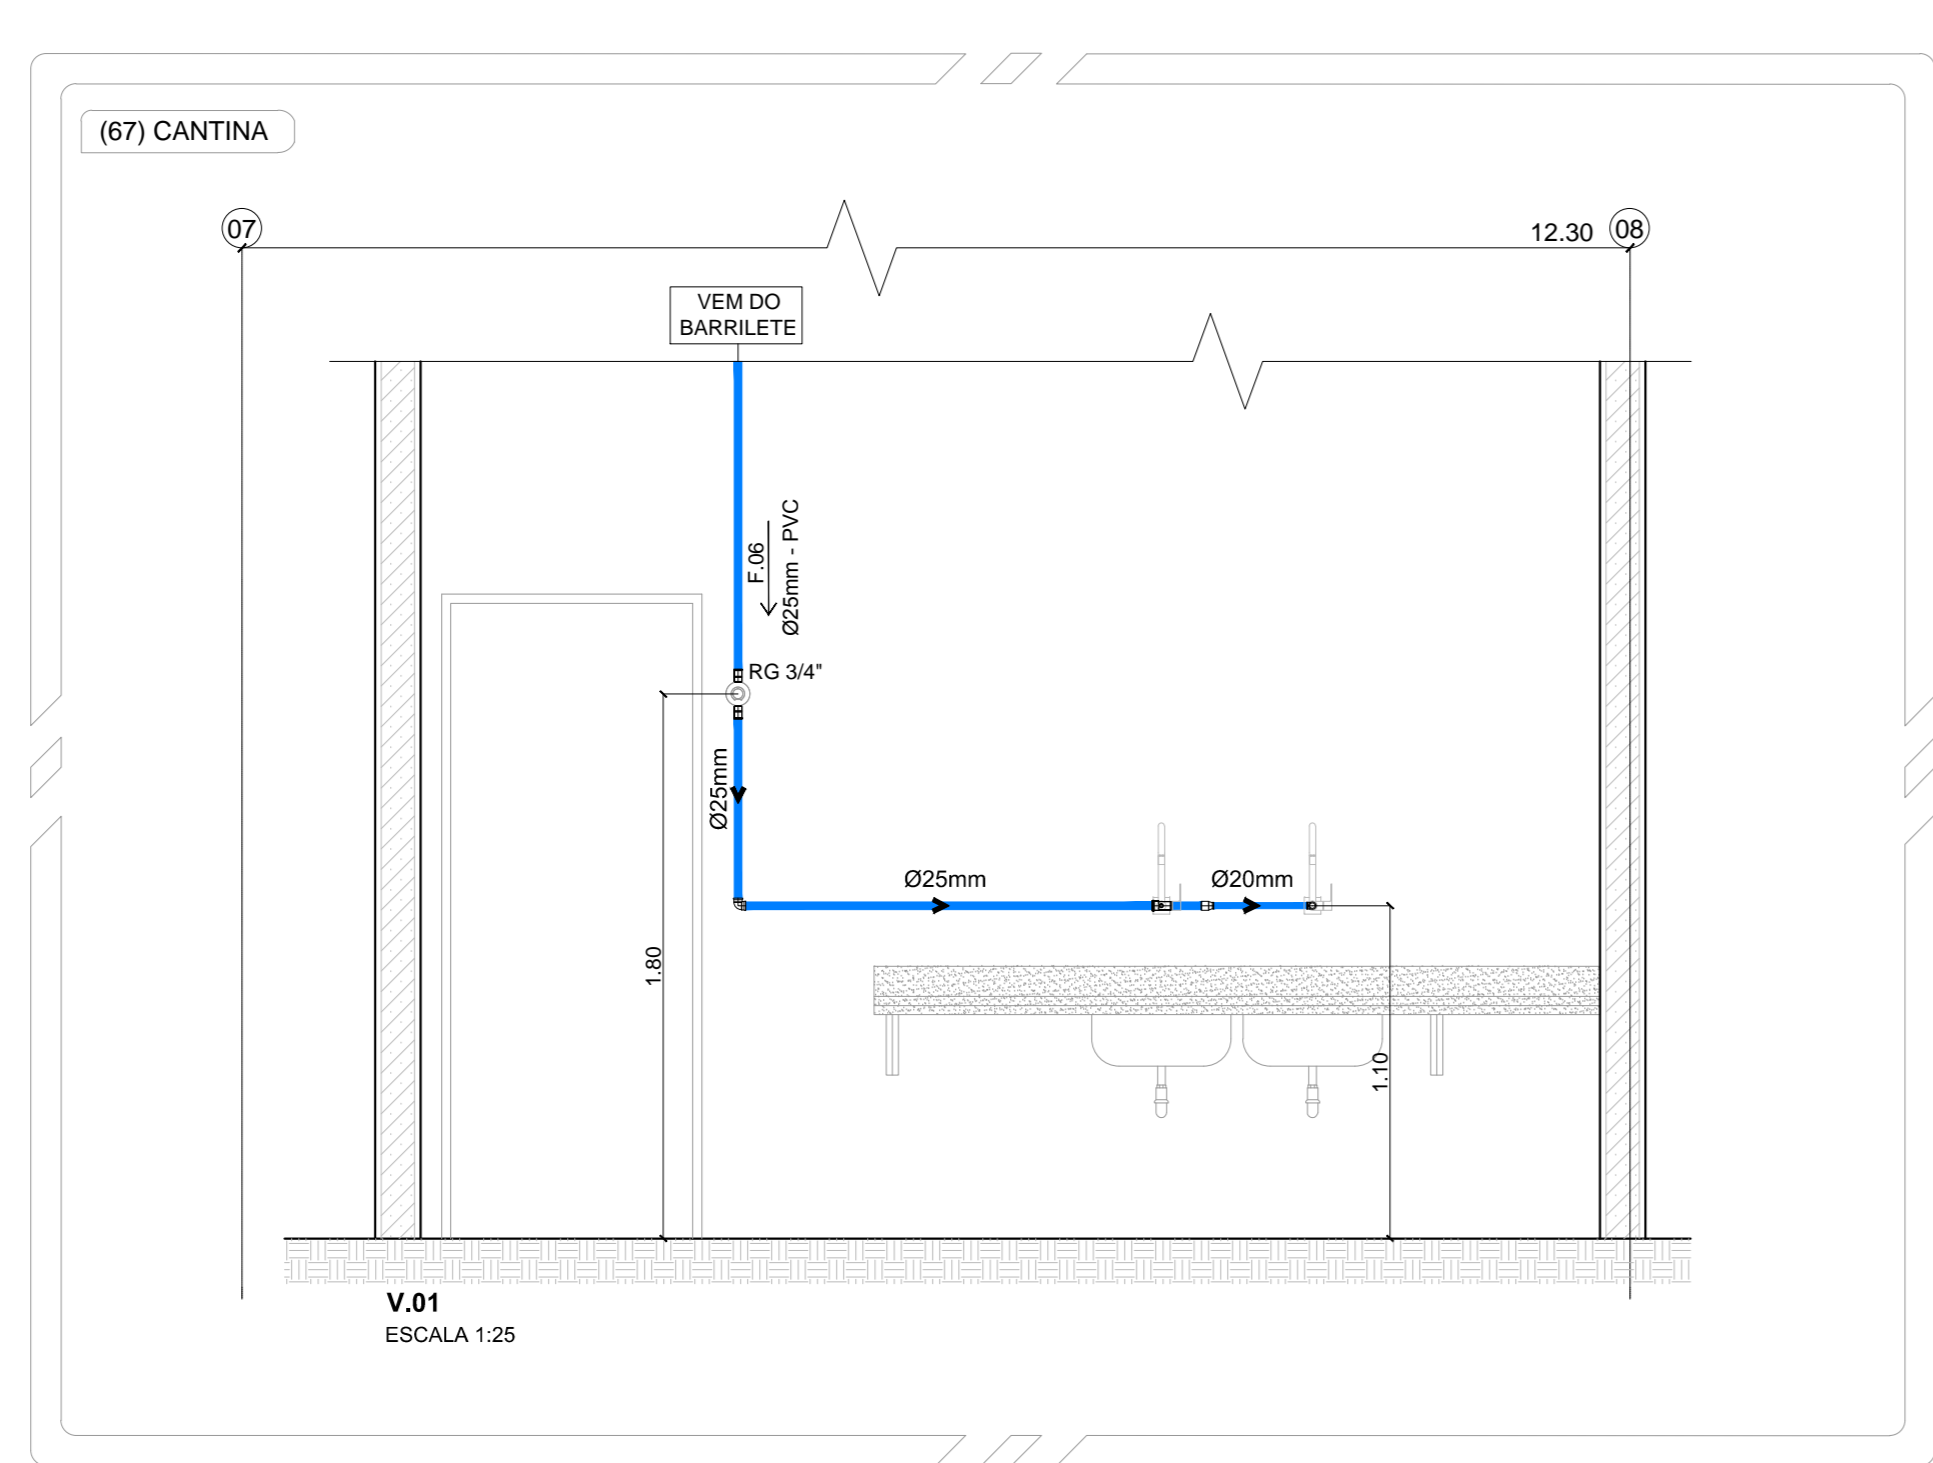 (67) CANTINA
07
12.30
08
VEM DO
BARRILETE
F.06
Ø25mm - PVC
RG 3/4"
Ø25mm
Ø25mm
Ø20mm
1.80
1.10
V.01
ESCALA 1:25